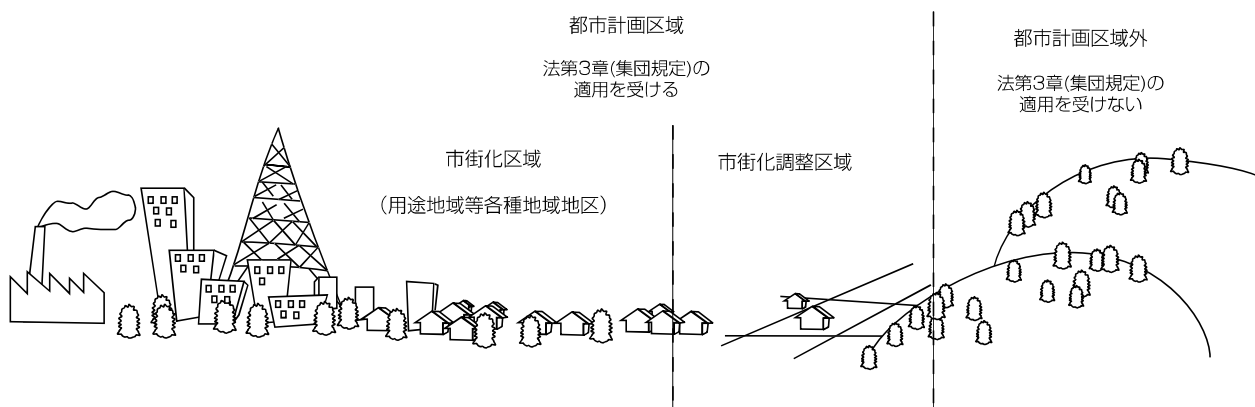 都市計画区域
法第3章(集団規定)の
適用を受ける
都市計画区域外
法第3章(集団規定)の
適用を受けない
市街化区域
(用途地域等各種地域地区)
市街化調整区域